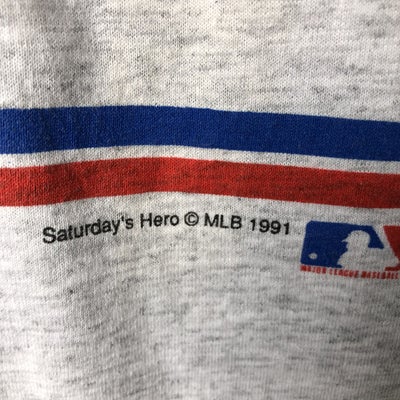 Saturday's Hero © MLB 1991
MAJOR LEAGUE BASEBALL